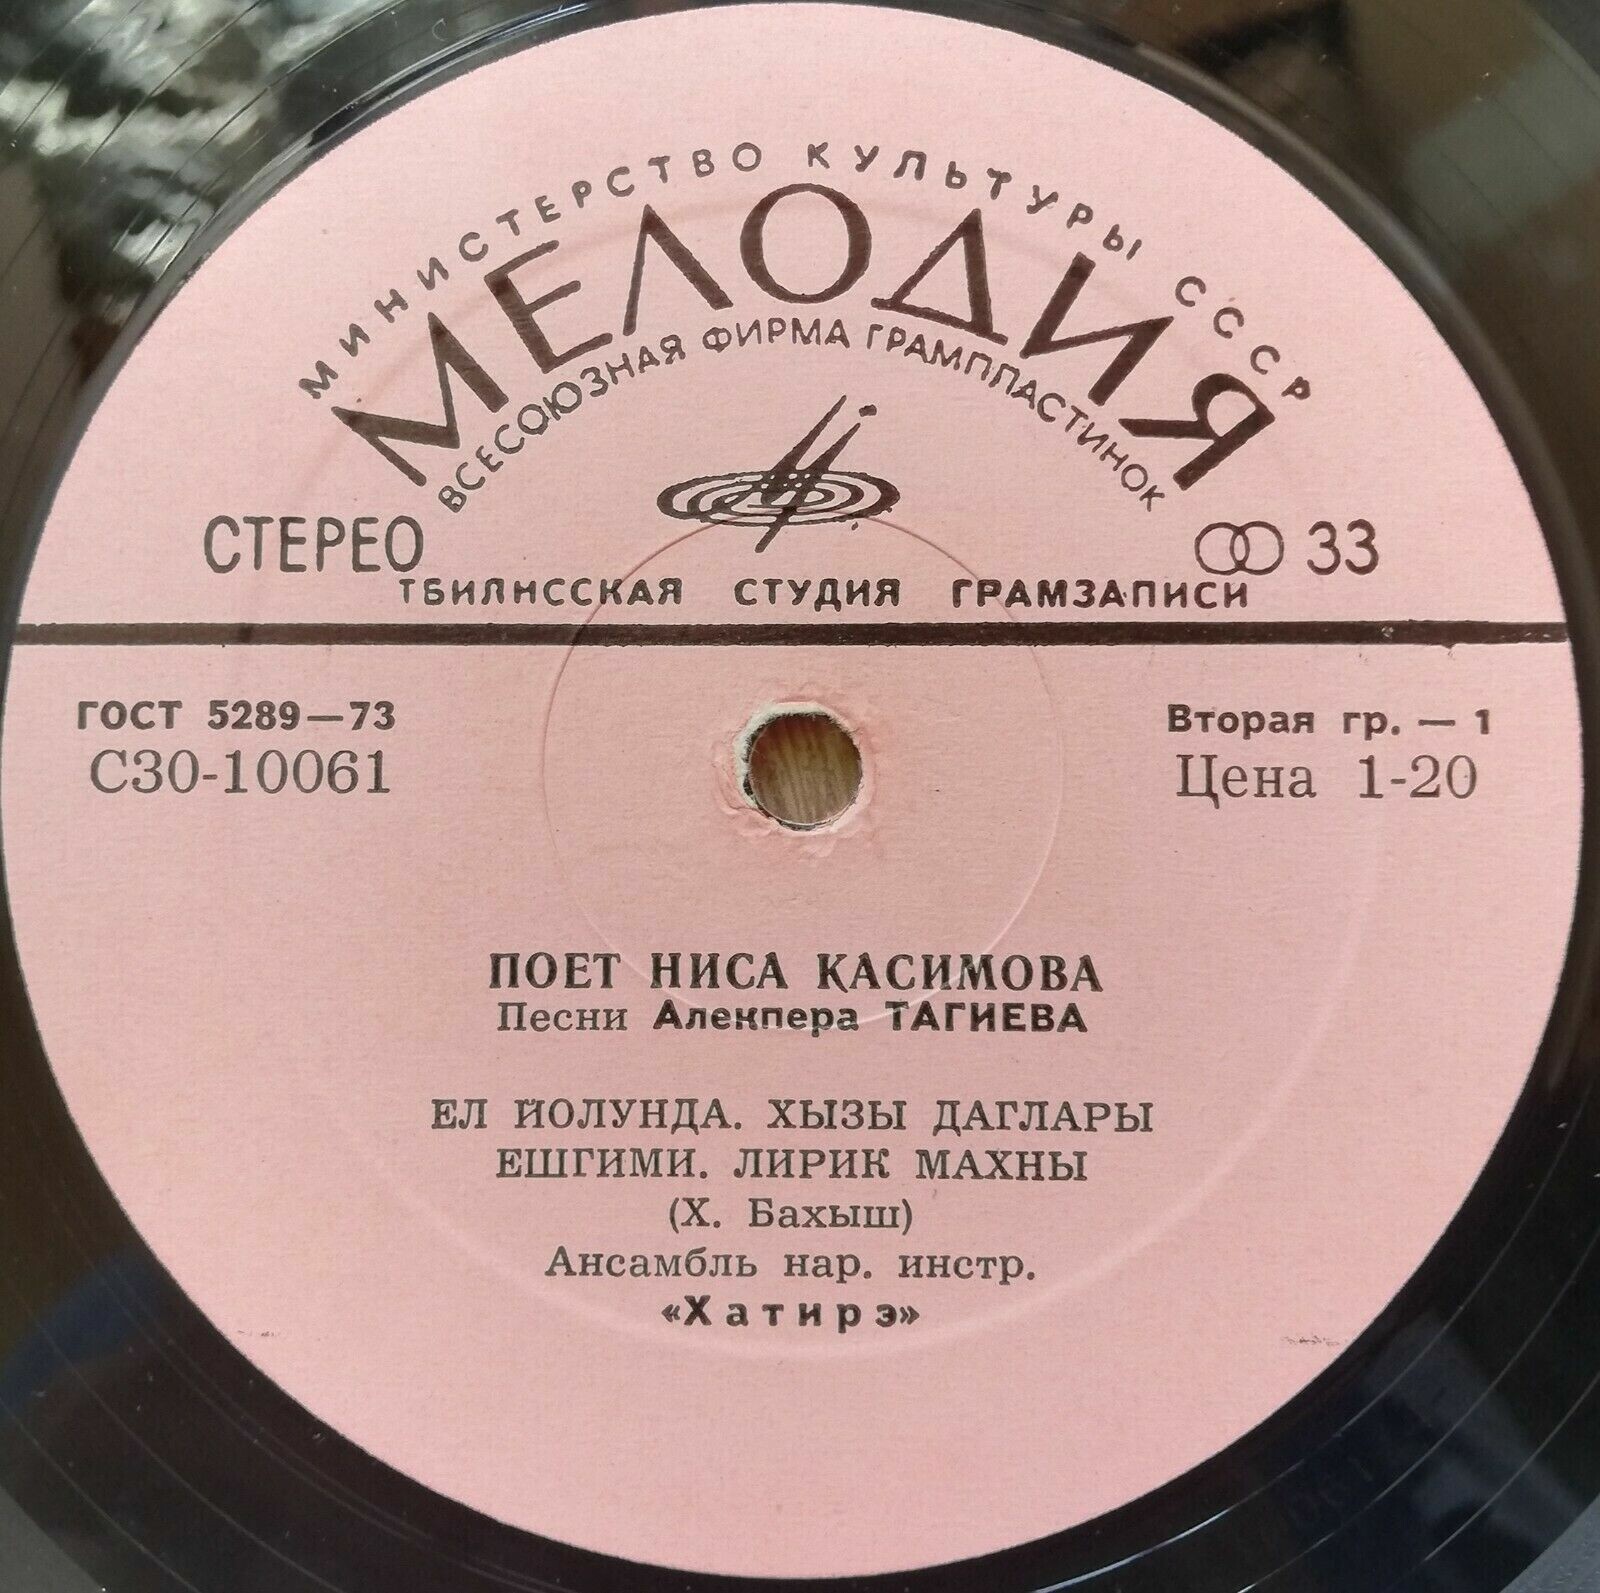 МИНИСТЕРСТВО КУЛЬТУРЫ СССР
МЕЛОДИЯ
ВСЕСОЮЗНАЯ ФИРМА ГРАМПЛАСТИНОК
СТЕРЕО
33
ТБИЛИССКАЯ СТУДИЯ ГРАМЗАПИСИ
ГОСТ 5289—73
Вторая гр. — 1
С30-10061
Цена 1-20
ПОЕТ НИСА КАСИМОВА
Песни Алекпера ТАГИЕВА
ЕЛ ЙОЛУНДА. ХЫЗЫ ДАГЛАРЫ
ЕШГИМИ. ЛИРИК МАХНЫ
(Х. Бахыш)
Ансамбль нар. инстр.
«Хатирэ»